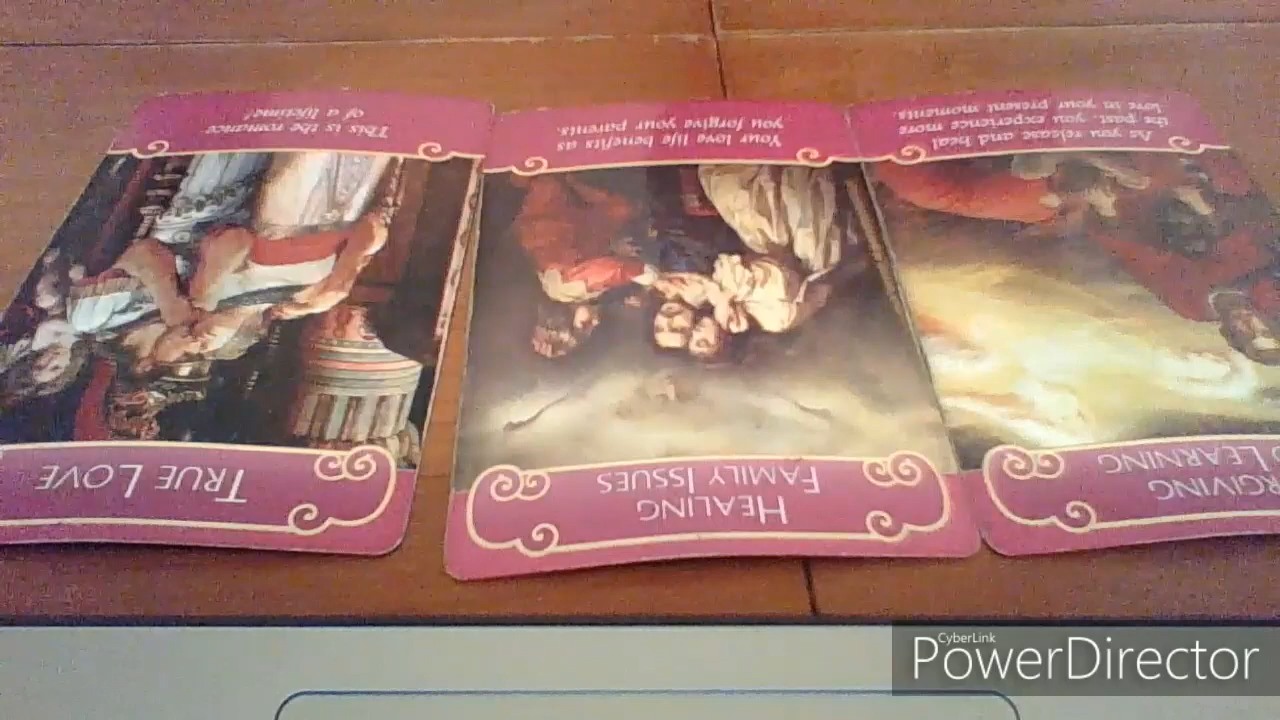 This is the romance
of a lifetime!
TRUE LOVE
Your love life benefits as
you forgive your parents.
HEALING
FAMILY ISSUES
As you release and heal
the past, you experience more
love in your present moments.
LEARNING
CyberLink
PowerDirector